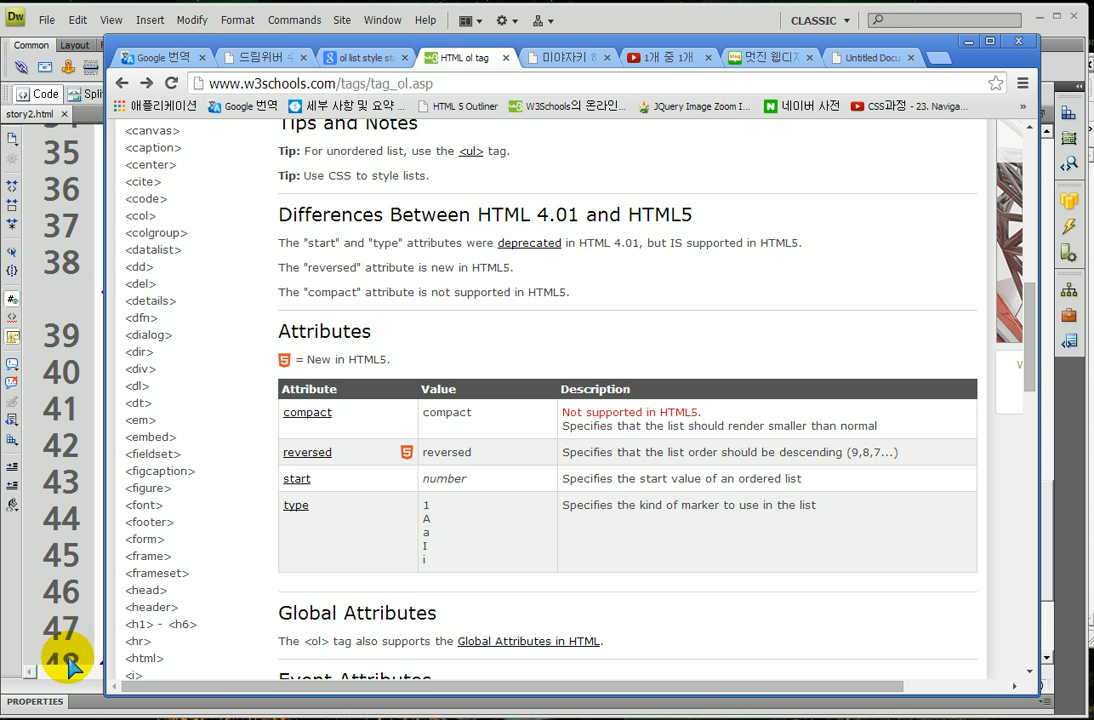 Dw File Edit View Insert Modify Format Commands Site Window Help CLASSIC
Common Layout
Code Split
story2.html ×
Google 번역 ×
드림위버 ×
ol list style st ×
HTML ol tag ×
미야자키 ×
1개 중 1개 ×
멋진 웹디 ×
Untitled Docu ×
www.w3schools.com/tags/tag_ol.asp
애플리케이션 Google 번역 세부 사항 및 요약 ... HTML 5 Outliner W3Schools의 온라인... JQuery Image Zoom I... 네이버 사전 CSS과정 - 23. Naviga... »
35
36
37
38
39
40
41
42
43
44
45
46
47
48
<canvas>
<caption>
<center>
<cite>
<code>
<col>
<colgroup>
<datalist>
<dd>
<del>
<details>
<dfn>
<dialog>
<dir>
<div>
<dl>
<dt>
<em>
<embed>
<fieldset>
<figcaption>
<figure>
<font>
<footer>
<form>
<frame>
<frameset>
<head>
<header>
<h1> - <h6>
<hr>
<html>
<i>
Tips and Notes
Tip: For unordered list, use the <ul> tag.
Tip: Use CSS to style lists.
Differences Between HTML 4.01 and HTML5
The "start" and "type" attributes were deprecated in HTML 4.01, but IS supported in HTML5.
The "reversed" attribute is new in HTML5.
The "compact" attribute is not supported in HTML5.
Attributes
5 = New in HTML5.
Attribute Value Description
compact compact Not supported in HTML5.
Specifies that the list should render smaller than normal
reversed 5 reversed Specifies that the list order should be descending (9,8,7...)
start number Specifies the start value of an ordered list
type 1 Specifies the kind of marker to use in the list
A
a
I
i
Global Attributes
The <ol> tag also supports the Global Attributes in HTML.
Event Attributes
PROPERTIES